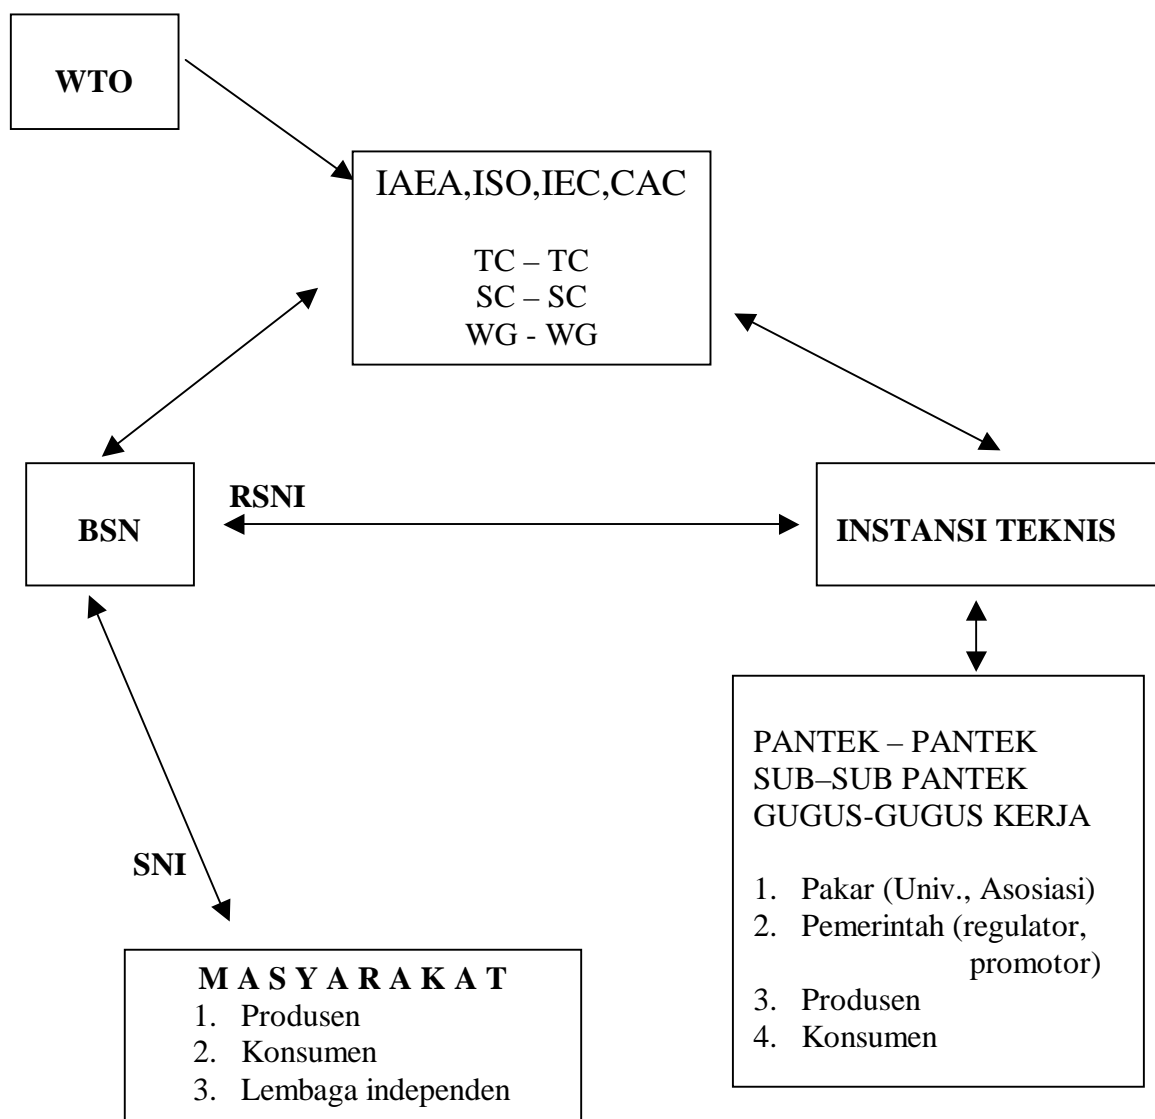 WTO
IAEA,ISO,IEC,CAC
TC – TC
SC – SC
WG - WG
RSNI
BSN
INSTANSI TEKNIS
PANTEK – PANTEK
SUB–SUB PANTEK
GUGUS-GUGUS KERJA
1. Pakar (Univ., Asosiasi)
2. Pemerintah (regulator,
promotor)
3. Produsen
4. Konsumen
SNI
M A S Y A R A K A T
1. Produsen
2. Konsumen
3. Lembaga independen